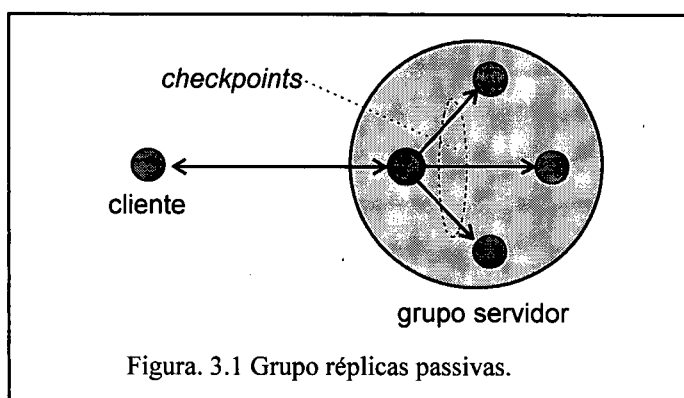 checkpoints
cliente
grupo servidor
Figura. 3.1 Grupo réplicas passivas.